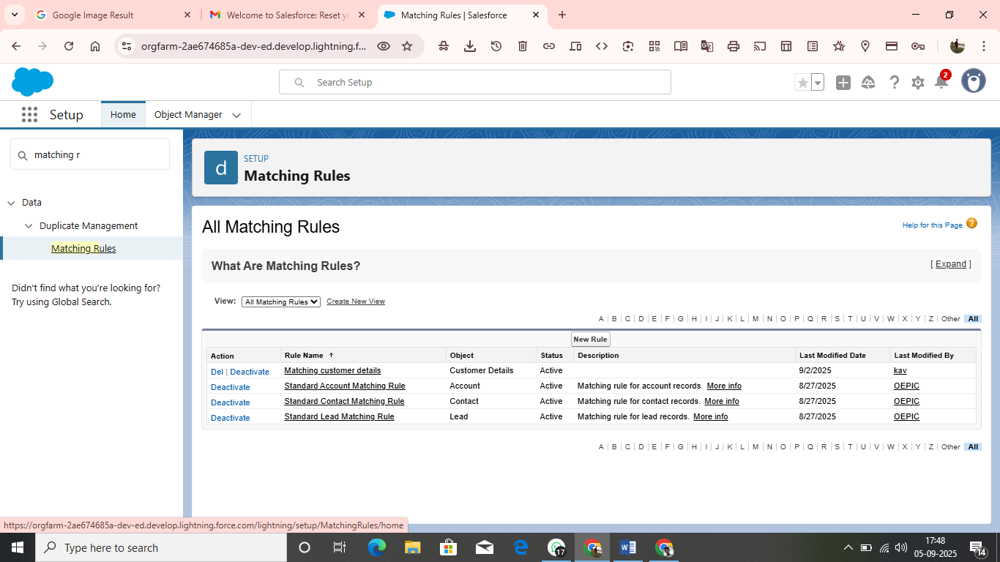 Google Image Result
Welcome to Salesforce: Reset yo
Matching Rules | Salesforce
orgfarm-2ae674685a-dev-ed.develop.lightning.f...
Search Setup
2
Setup
Home
Object Manager
matching r
Data
Duplicate Management
Matching Rules
Didn't find what you're looking for?
Try using Global Search.
d
SETUP
Matching Rules
All Matching Rules
Help for this Page ?
What Are Matching Rules?
[ Expand ]
View: All Matching Rules Create New View
A | B | C | D | E | F | G | H | I | J | K | L | M | N | O | P | Q | R | S | T | U | V | W | X | Y | Z | Other All
New Rule
Action Rule Name ↑ Object Status Description Last Modified Date Last Modified By
Del | Deactivate Matching customer details Customer Details Active 9/2/2025 kav
Deactivate Standard Account Matching Rule Account Active Matching rule for account records. More info 8/27/2025 OEPIC
Deactivate Standard Contact Matching Rule Contact Active Matching rule for contact records. More info 8/27/2025 OEPIC
Deactivate Standard Lead Matching Rule Lead Active Matching rule for lead records. More info 8/27/2025 OEPIC
A | B | C | D | E | F | G | H | I | J | K | L | M | N | O | P | Q | R | S | T | U | V | W | X | Y | Z | Other All
https://orgfarm-2ae674685a-dev-ed.develop.lightning.force.com/lightning/setup/MatchingRules/home
Type here to search
17
17:48
05-09-2025
14